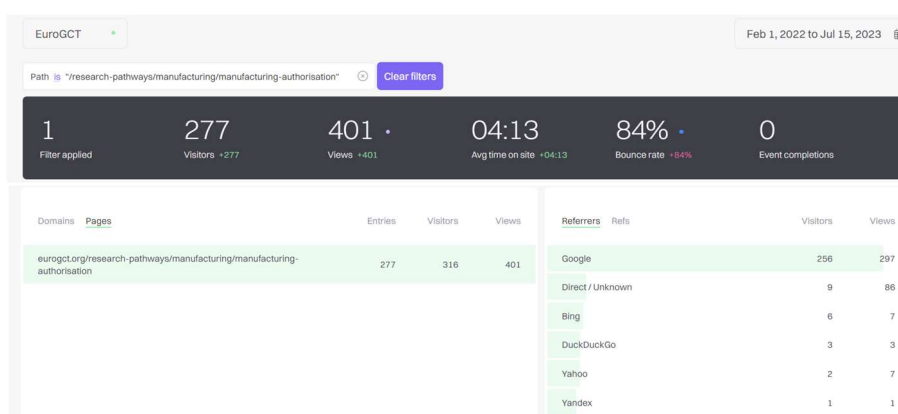 EuroGCT
Feb 1, 2022 to Jul 15, 2023
Path is "/research-pathways/manufacturing/manufacturing-authorisation"
Clear filters
1 277 401 04:13 84% 0
Filter applied Visitors +277 Views +401 Avg time on site +04:13 Bounce rate +84% Event completions
Domains Pages Entries Visitors Views
eurogct.org/research-pathways/manufacturing/manufacturing-
authorisation 277 316 401
Referrers Refs Visitors Views
Google 256 297
Direct / Unknown 9 86
Bing 6 7
DuckDuckGo 3 3
Yahoo 2 7
Yandex 1 1